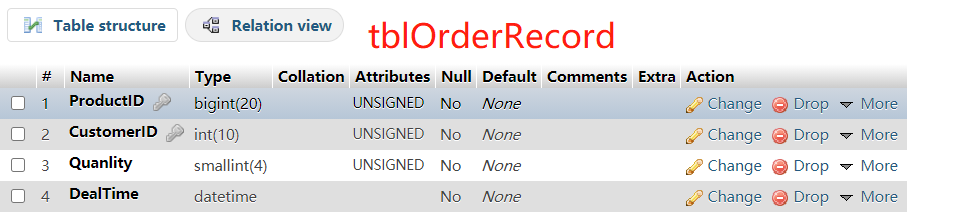 Table structure Relation view tblOrderRecord
# Name Type Collation Attributes Null Default Comments Extra Action
1 ProductID bigint(20) UNSIGNED No None Change Drop More
2 CustomerID int(10) UNSIGNED No None Change Drop More
3 Quanlity smallint(4) UNSIGNED No None Change Drop More
4 DealTime datetime No None Change Drop More